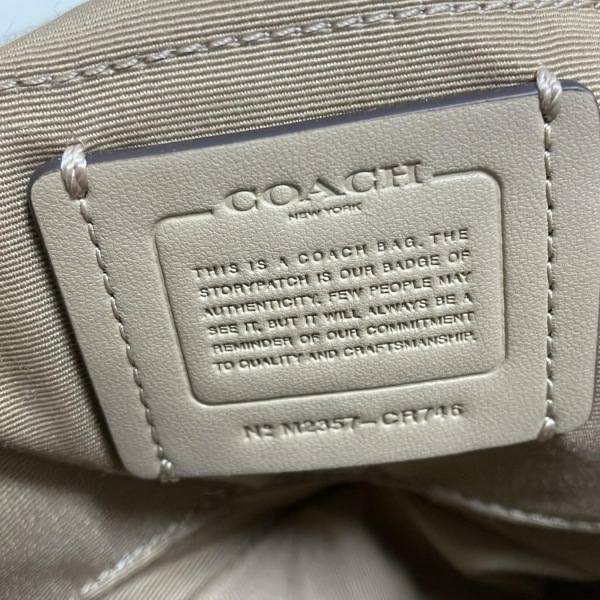 COACH
NEW YORK
THIS IS A COACH BAG. THE
STORYPATCH IS OUR BADGE OF
AUTHENTICITY. FEW PEOPLE MAY
SEE IT, BUT IT WILL ALWAYS BE A
REMINDER OF OUR COMMITMENT
TO QUALITY AND CRAFTSMANSHIP.
Nº M2357-CR746